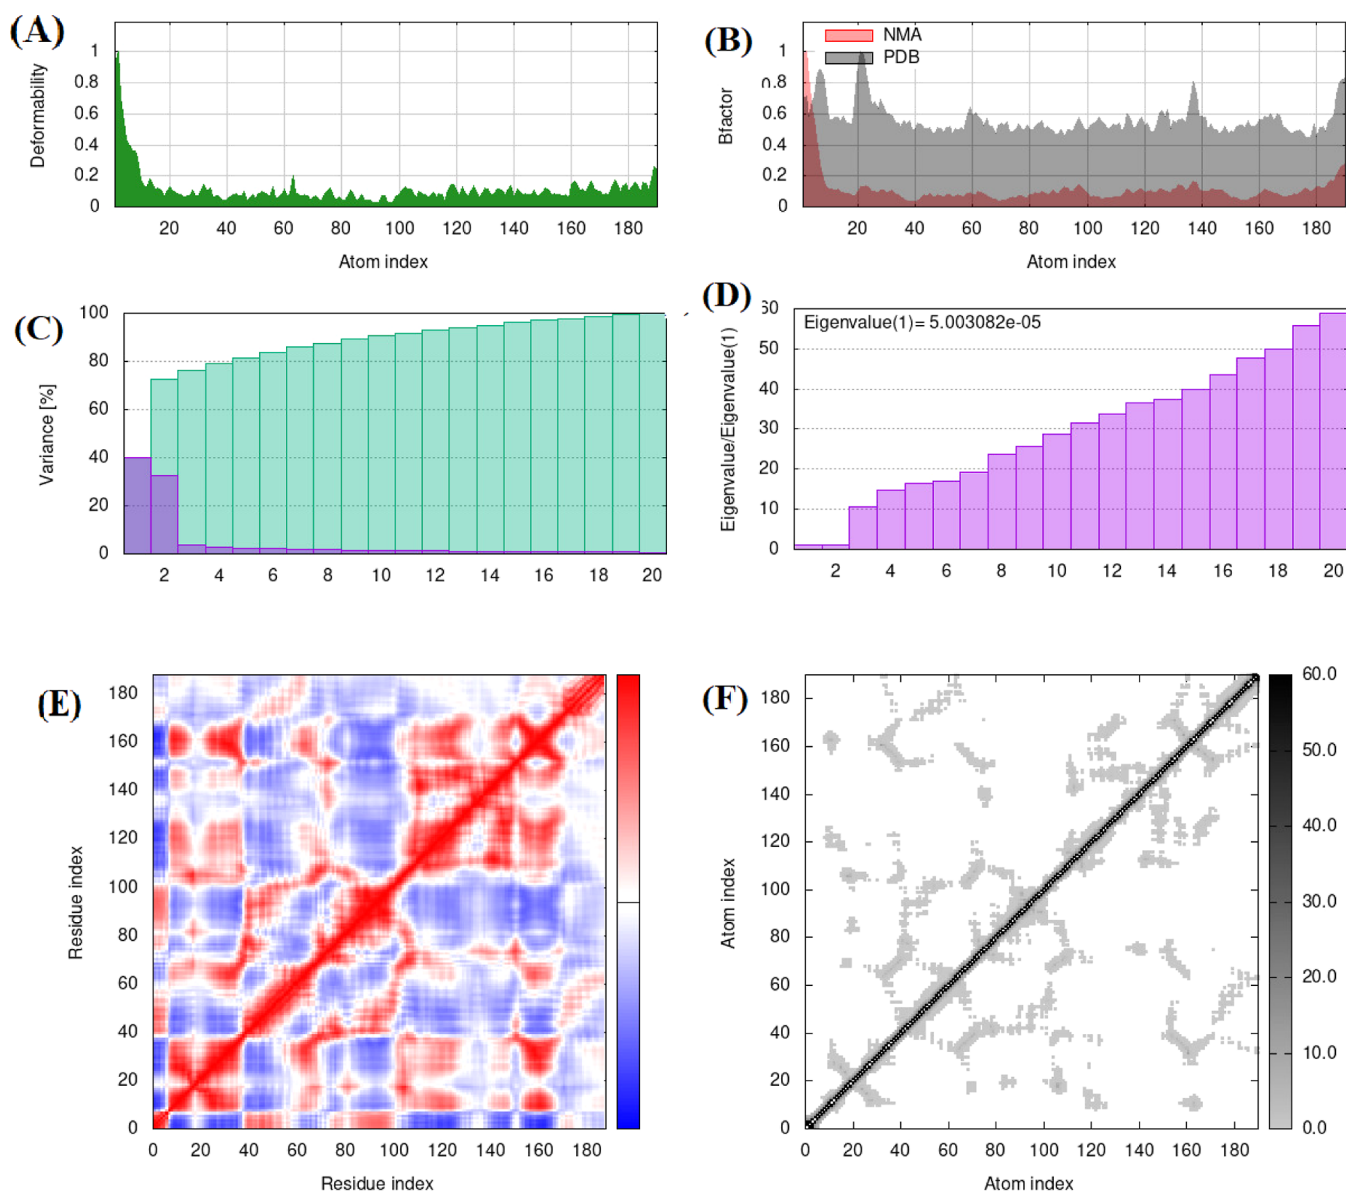 (A)
Deformability
1
0.8
0.6
0.4
0.2
0
20 40 60 80 100 120 140 160 180
Atom index
(B)
NMA
PDB
Bfactor
1
0.8
0.6
0.4
0.2
0
20 40 60 80 100 120 140 160 180
Atom index
(C)
Variance [%]
100
80
60
40
20
0
2 4 6 8 10 12 14 16 18 20
(D)
Eigenvalue(1)= 5.003082e-05
Eigenvalue/Eigenvalue(1)
60
50
40
30
20
10
0
2 4 6 8 10 12 14 16 18 20
(E)
Residue index
180
160
140
120
100
80
60
40
20
0
0 20 40 60 80 100 120 140 160 180
Residue index
(F)
Atom index
180
160
140
120
100
80
60
40
20
0
0 20 40 60 80 100 120 140 160 180
Atom index
60.0
50.0
40.0
30.0
20.0
10.0
0.0